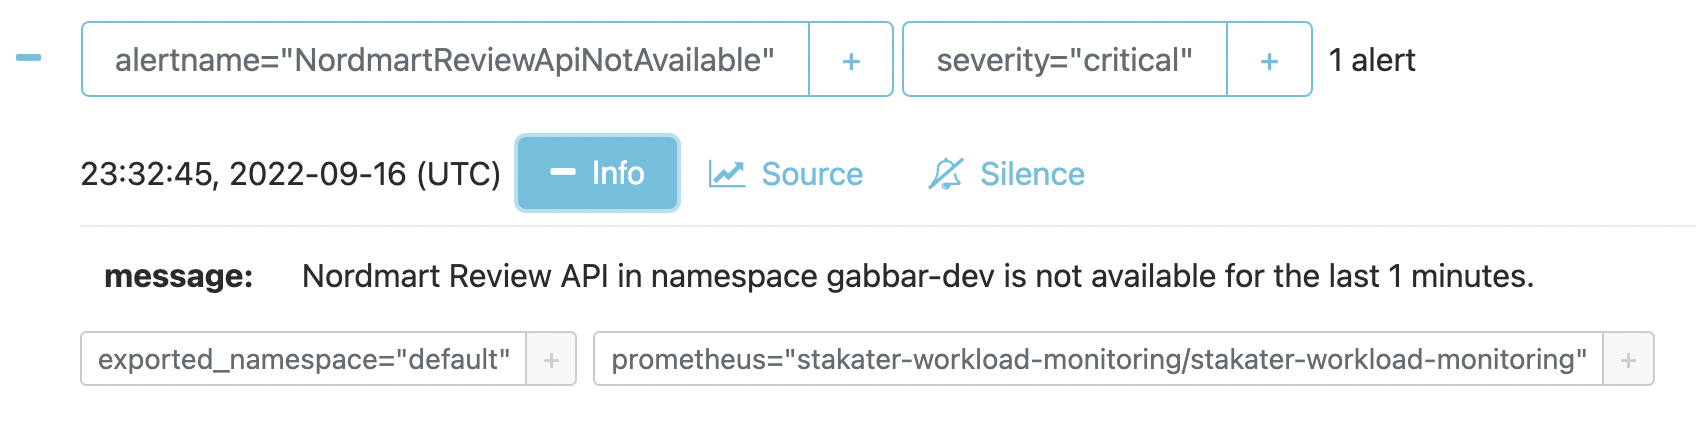 alertname="NordmartReviewApiNotAvailable" + severity="critical" + 1 alert
23:32:45, 2022-09-16 (UTC) Info Source Silence
message: Nordmart Review API in namespace gabbar-dev is not available for the last 1 minutes.
exported_namespace="default" + prometheus="stakater-workload-monitoring/stakater-workload-monitoring" +